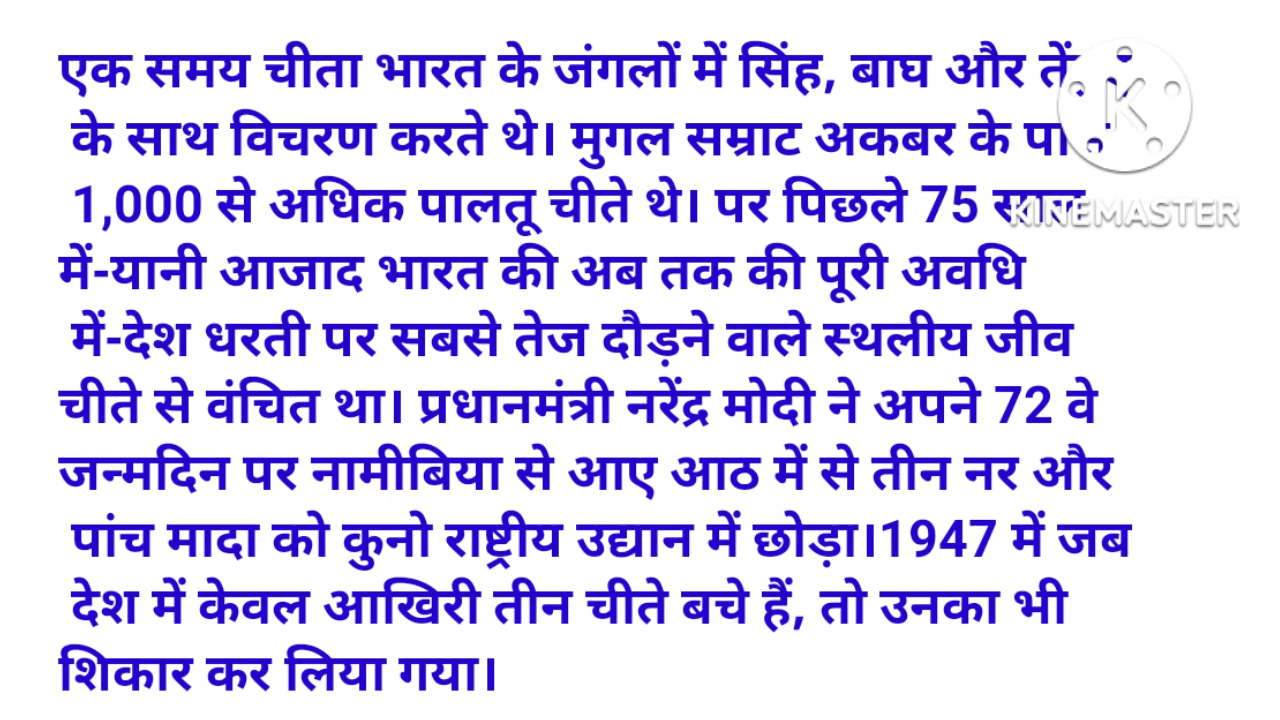 एक समय चीता भारत के जंगलों में सिंह, बाघ और
के साथ विचरण करते थे। मुगल सम्राट अकबर के
1,000 से अधिक पालतू चीते थे। पर पिछले 75
में-यानी आजाद भारत की अब तक की पूरी अवधि
में-देश धरती पर सबसे तेज दौड़ने वाले स्थलीय जीव
चीते से वंचित था। प्रधानमंत्री नरेंद्र मोदी ने अपने 72 वे
जन्मदिन पर नामीबिया से आए आठ में से तीन नर और
पांच मादा को कुनो राष्ट्रीय उद्यान में छोड़ा।1947 में जब
देश में केवल आखिरी तीन चीते बचे हैं, तो उनका भी
शिकार कर लिया गया।
K
KINEMASTER